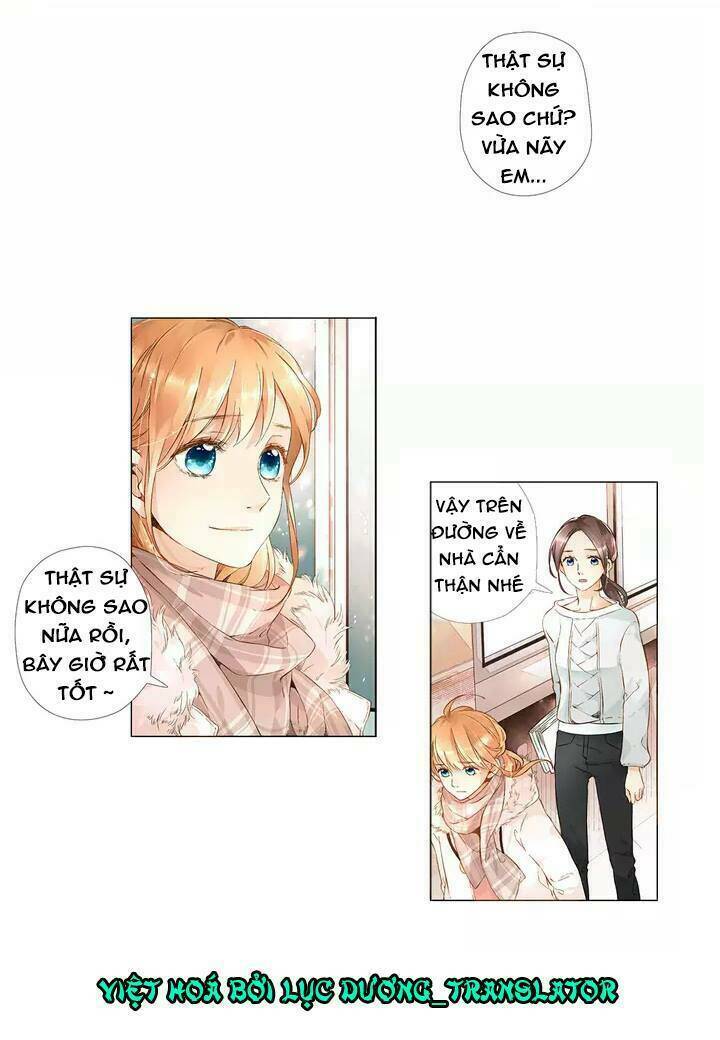 THẬT SỰ
KHÔNG
SAO CHỨ?
VỪA NÃY
EM...
THẬT SỰ
KHÔNG SAO
NỮA RỒI,
BÂY GIỜ RẤT
TỐT ~
VẬY TRÊN
ĐƯỜNG VỀ
NHÀ CẨN
THẬN NHÉ
VIỆT HOÁ BỞI LỤC DƯƠNG_TRANSLATOR